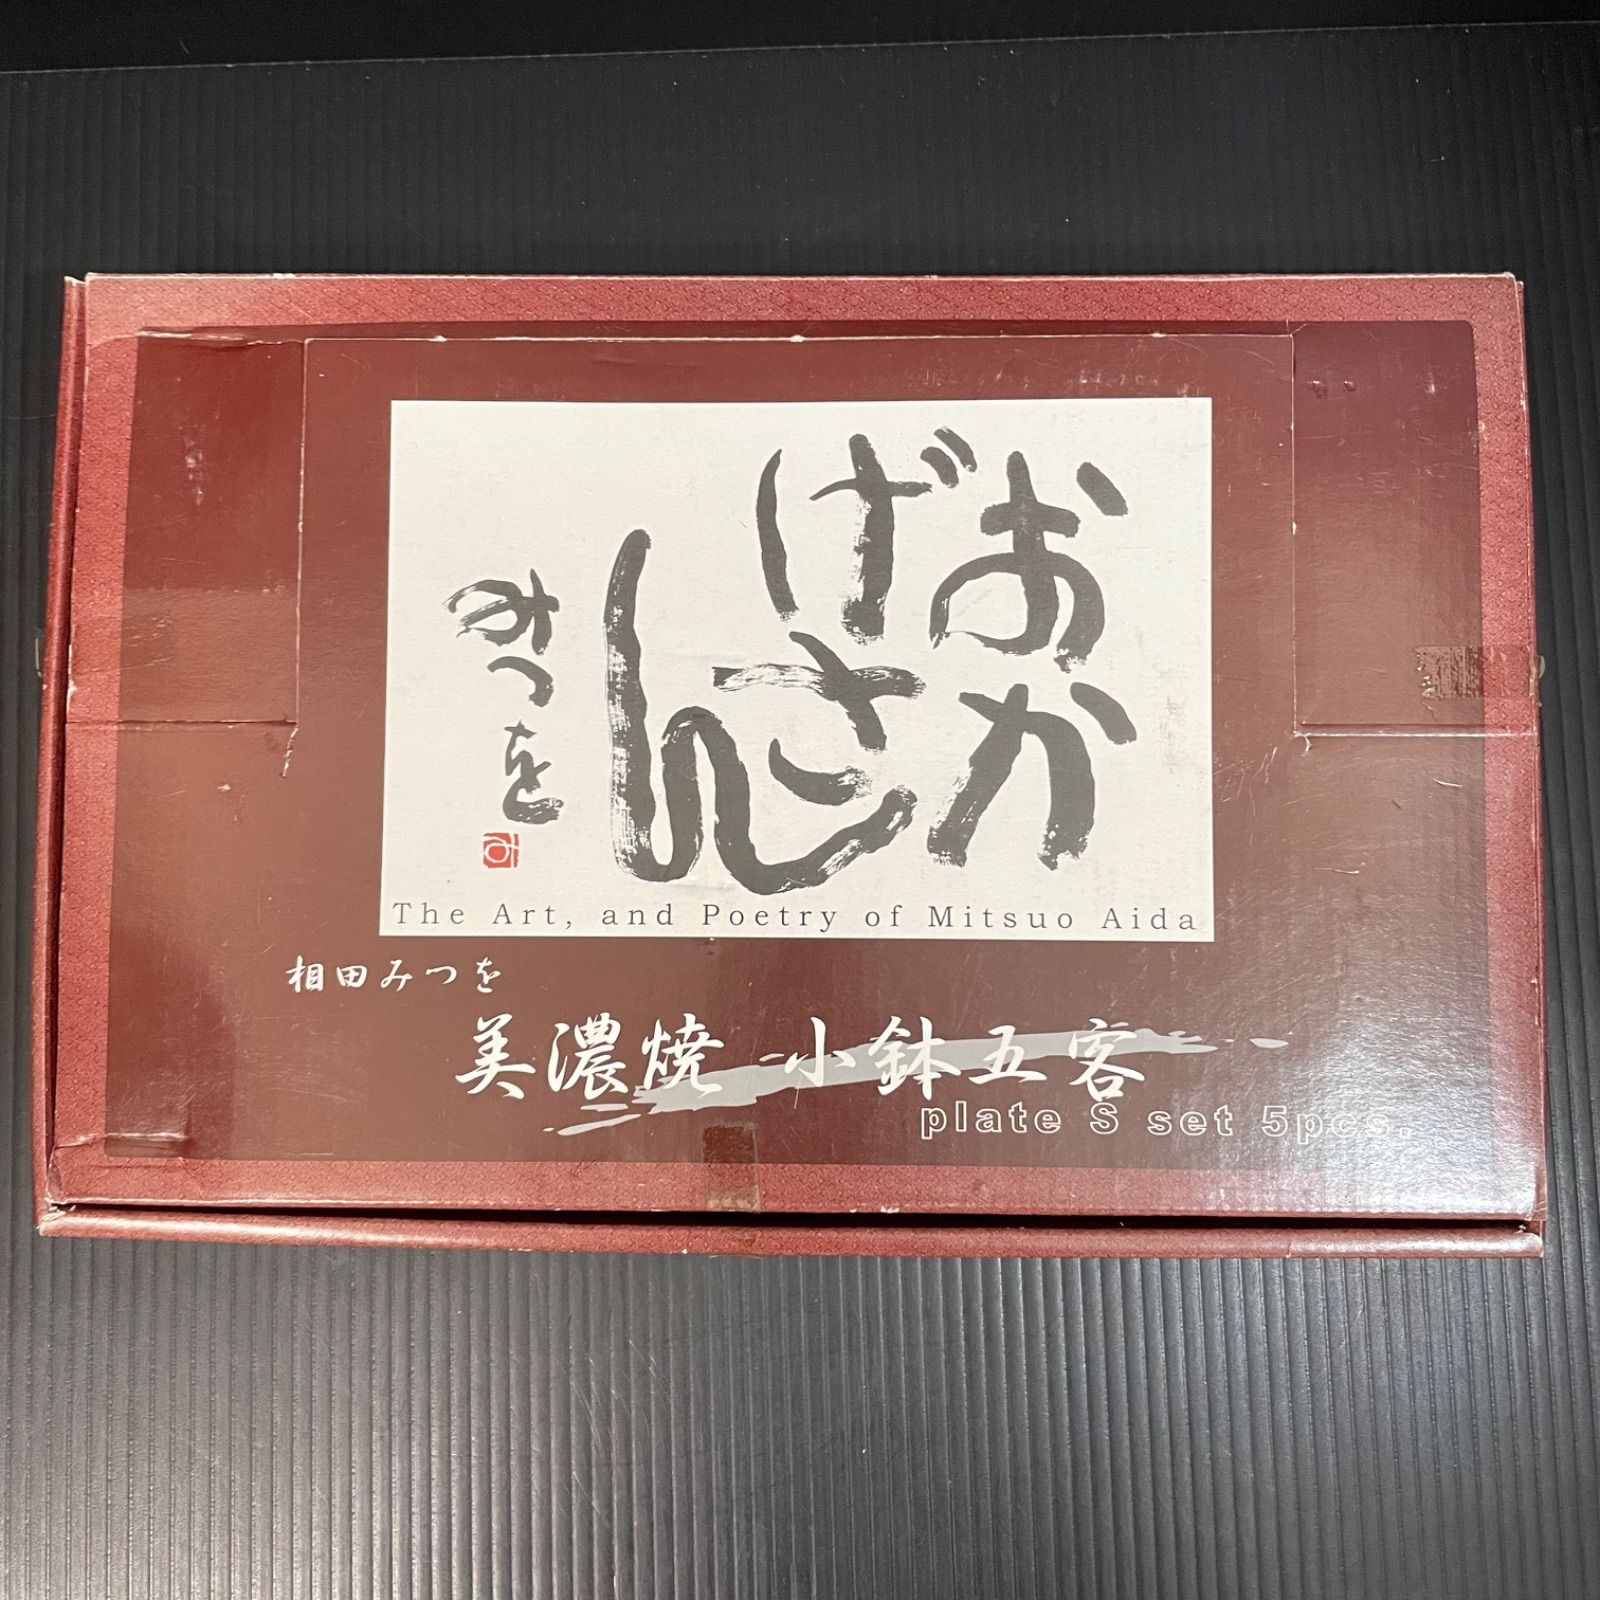 おか
げさ
ん
みつを
み
The Art, and Poetry of Mitsuo Aida
相田みつを
美濃焼 小鉢五客
plate S set 5pcs.